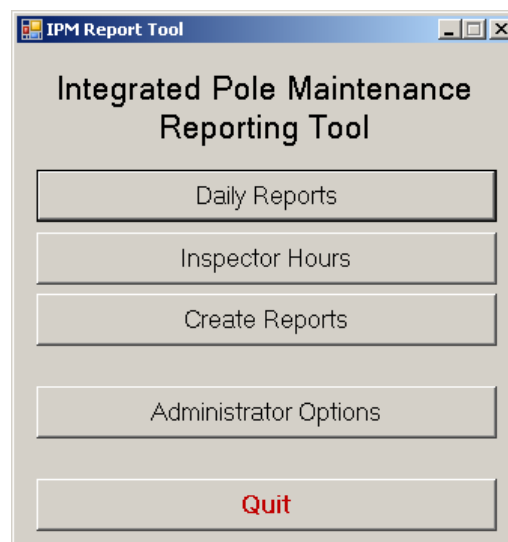 IPM Report Tool
Integrated Pole Maintenance
Reporting Tool
Daily Reports
Inspector Hours
Create Reports
Administrator Options
Quit